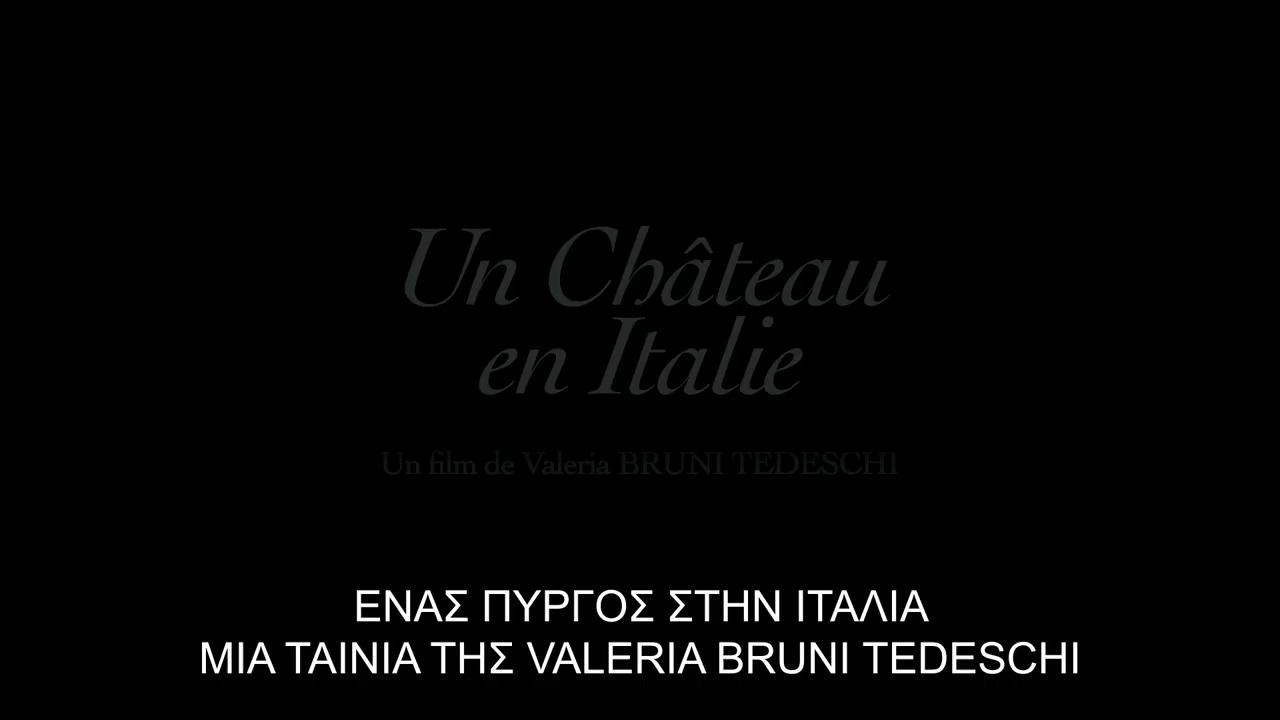 Un Château
en Italie
Un film de Valeria BRUNI TEDESCHI
ΕΝΑΣ ΠΥΡΓΟΣ ΣΤΗΝ ΙΤΑΛΙΑ
ΜΙΑ ΤΑΙΝΙΑ ΤΗΣ VALERIA BRUNI TEDESCHI